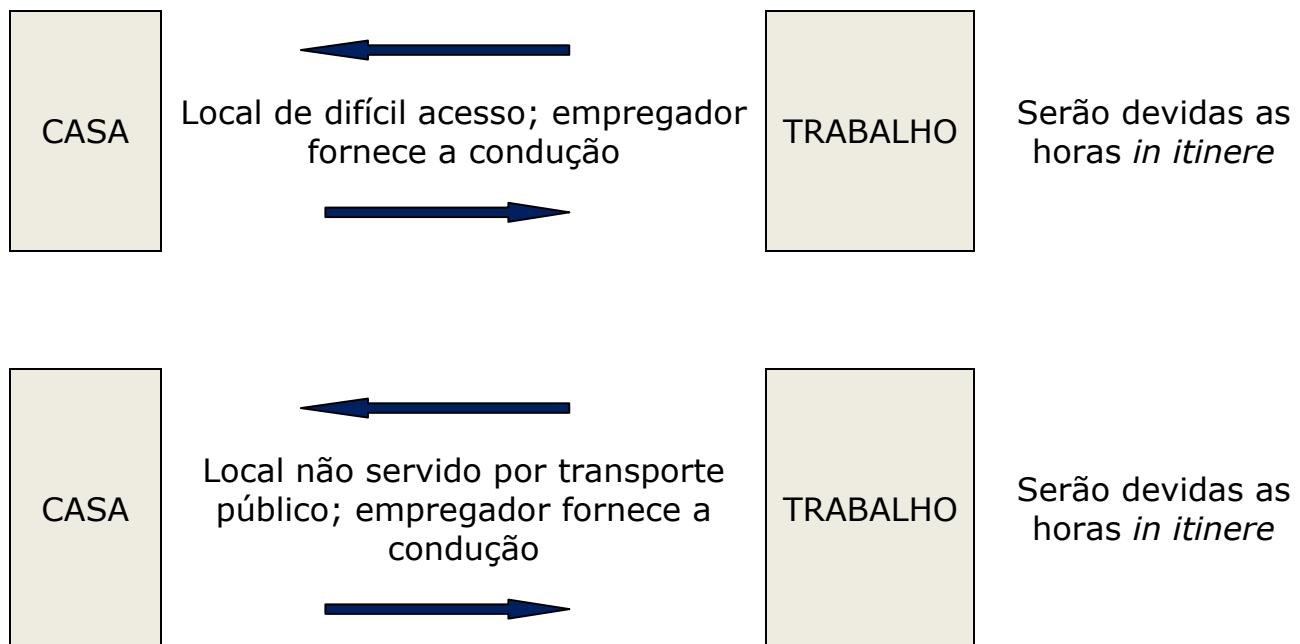 CASA
Local de difícil acesso; empregador
fornece a condução
TRABALHO
Serão devidas as
horas in itinere
CASA
Local não servido por transporte
público; empregador fornece a
condução
TRABALHO
Serão devidas as
horas in itinere